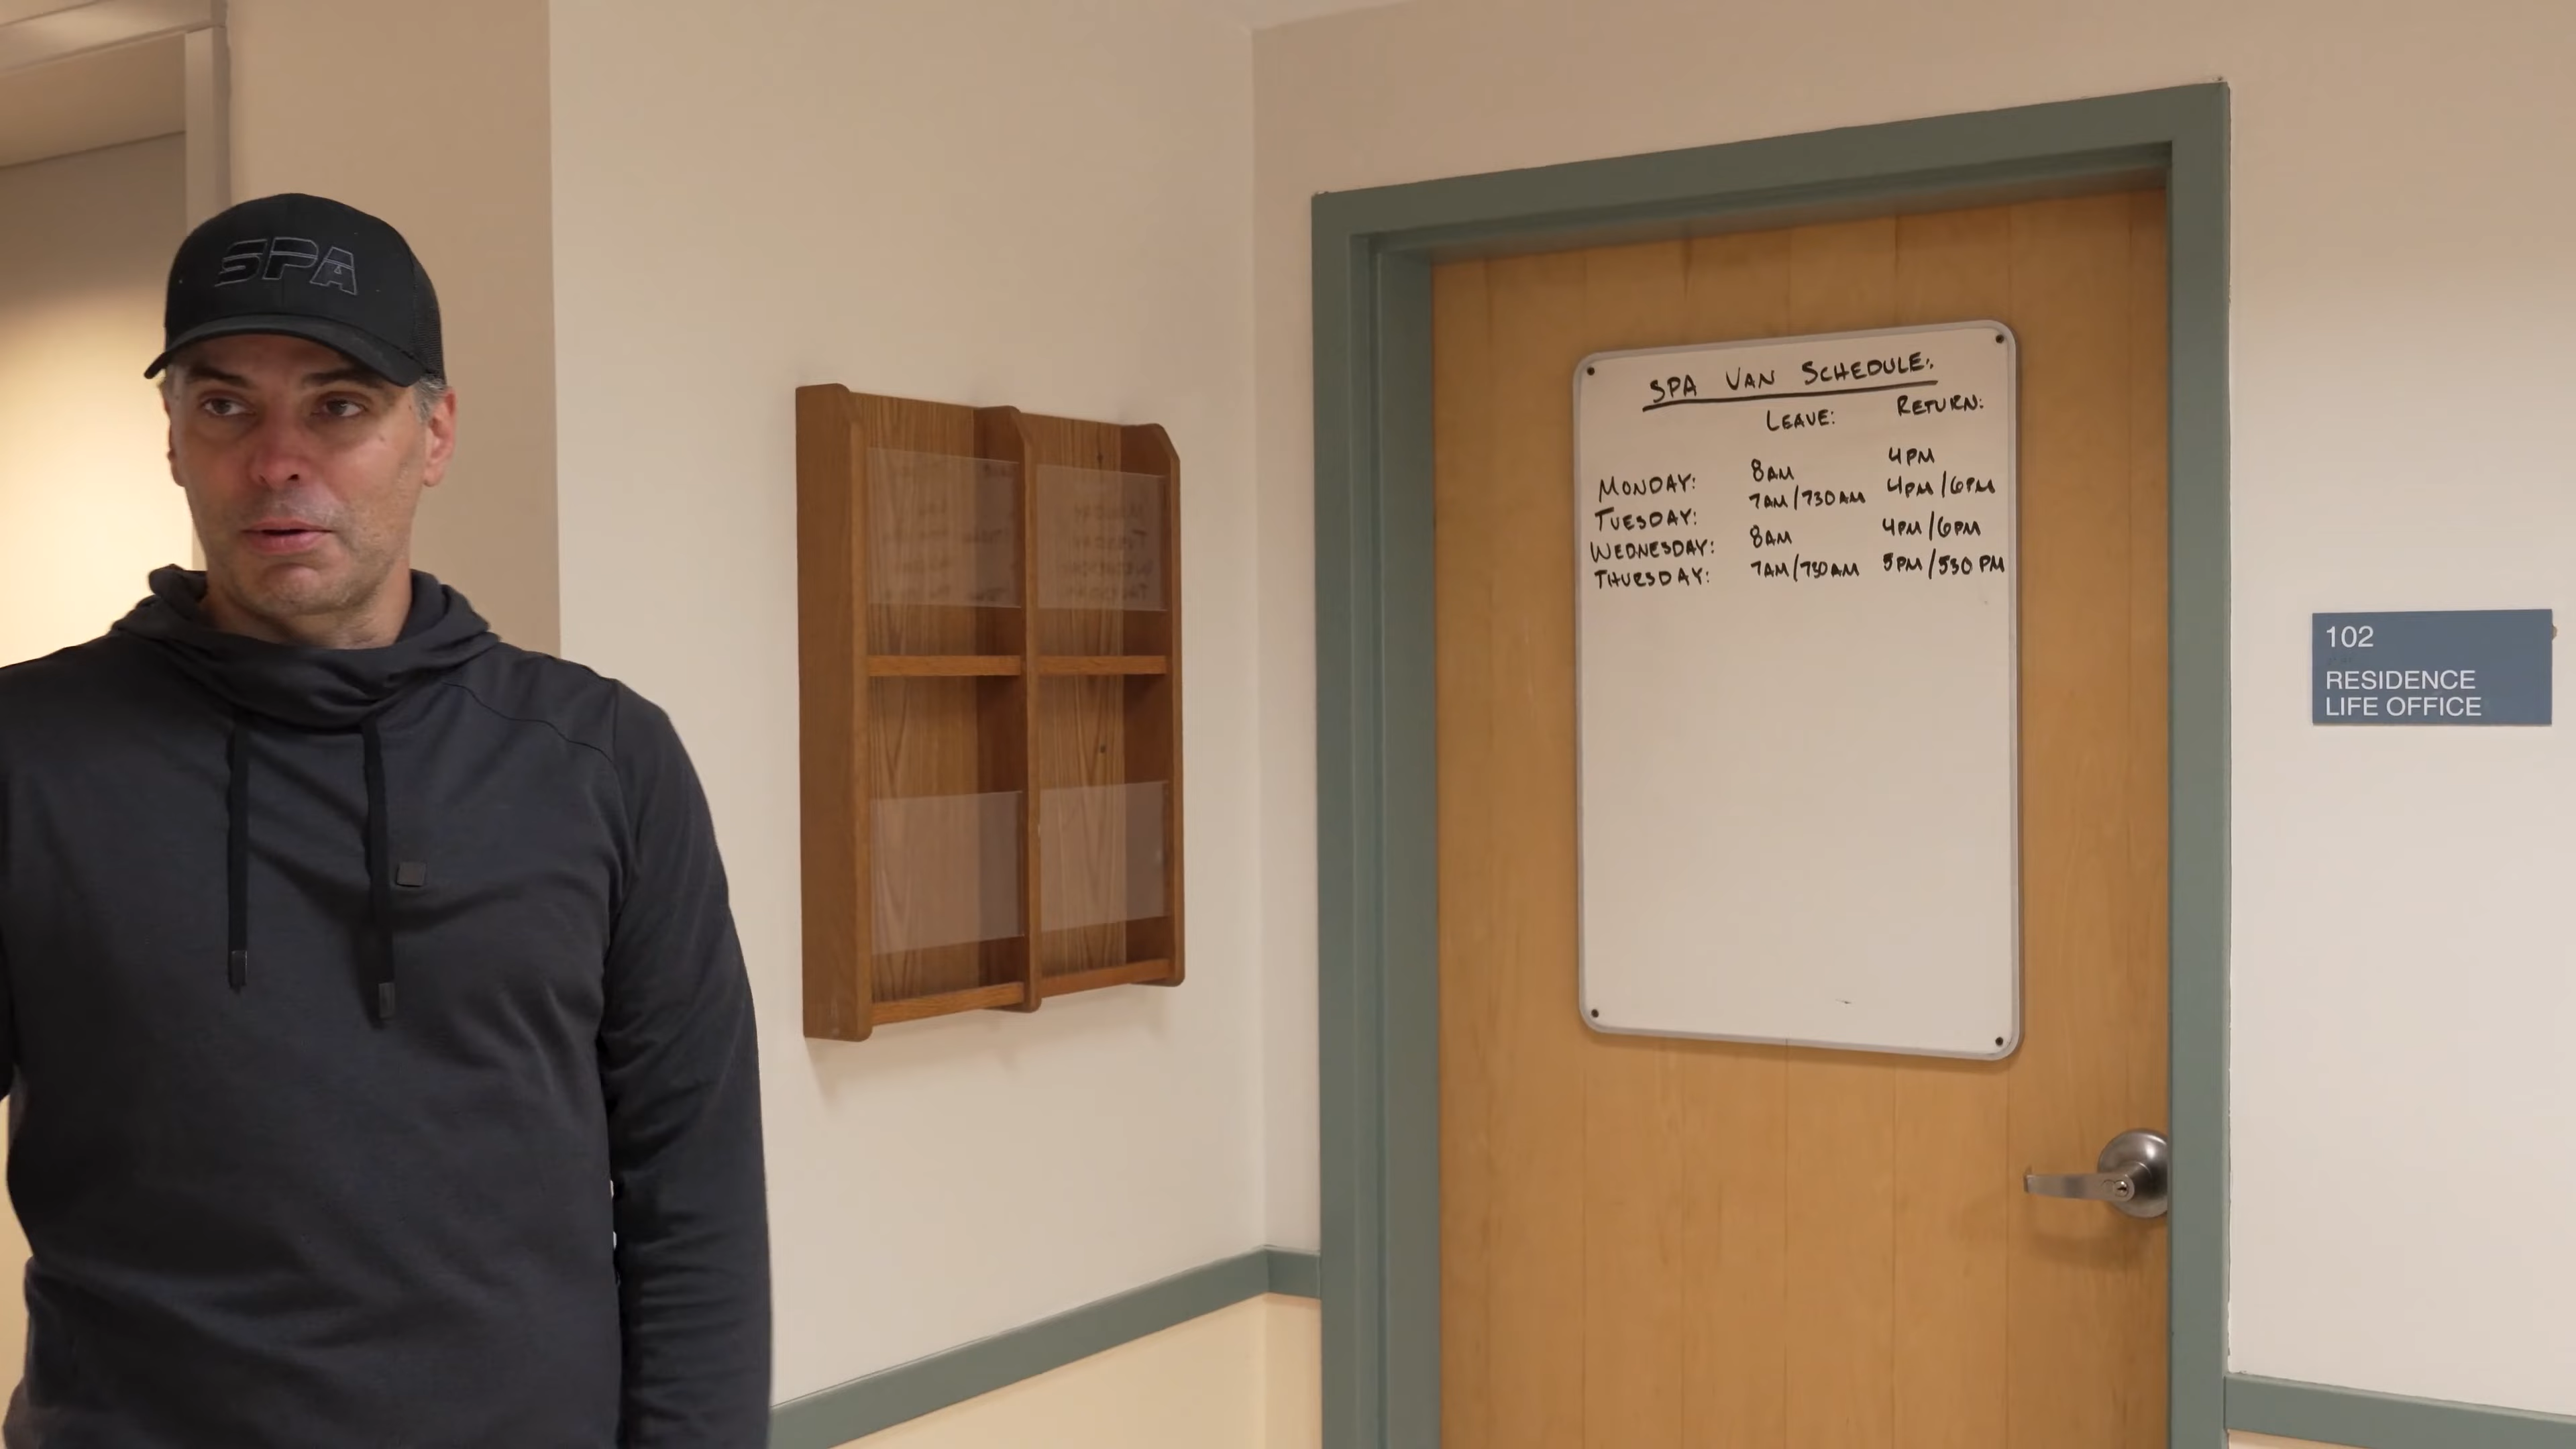 SPA
SPA VAN SCHEDULE:
LEAVE: RETURN:
MONDAY: 8AM 4PM
TUESDAY: 7AM/730AM 4PM/6PM
WEDNESDAY: 8AM 4PM/6PM
THURSDAY: 7AM/730AM 5PM/530PM
102
RESIDENCE
LIFE OFFICE